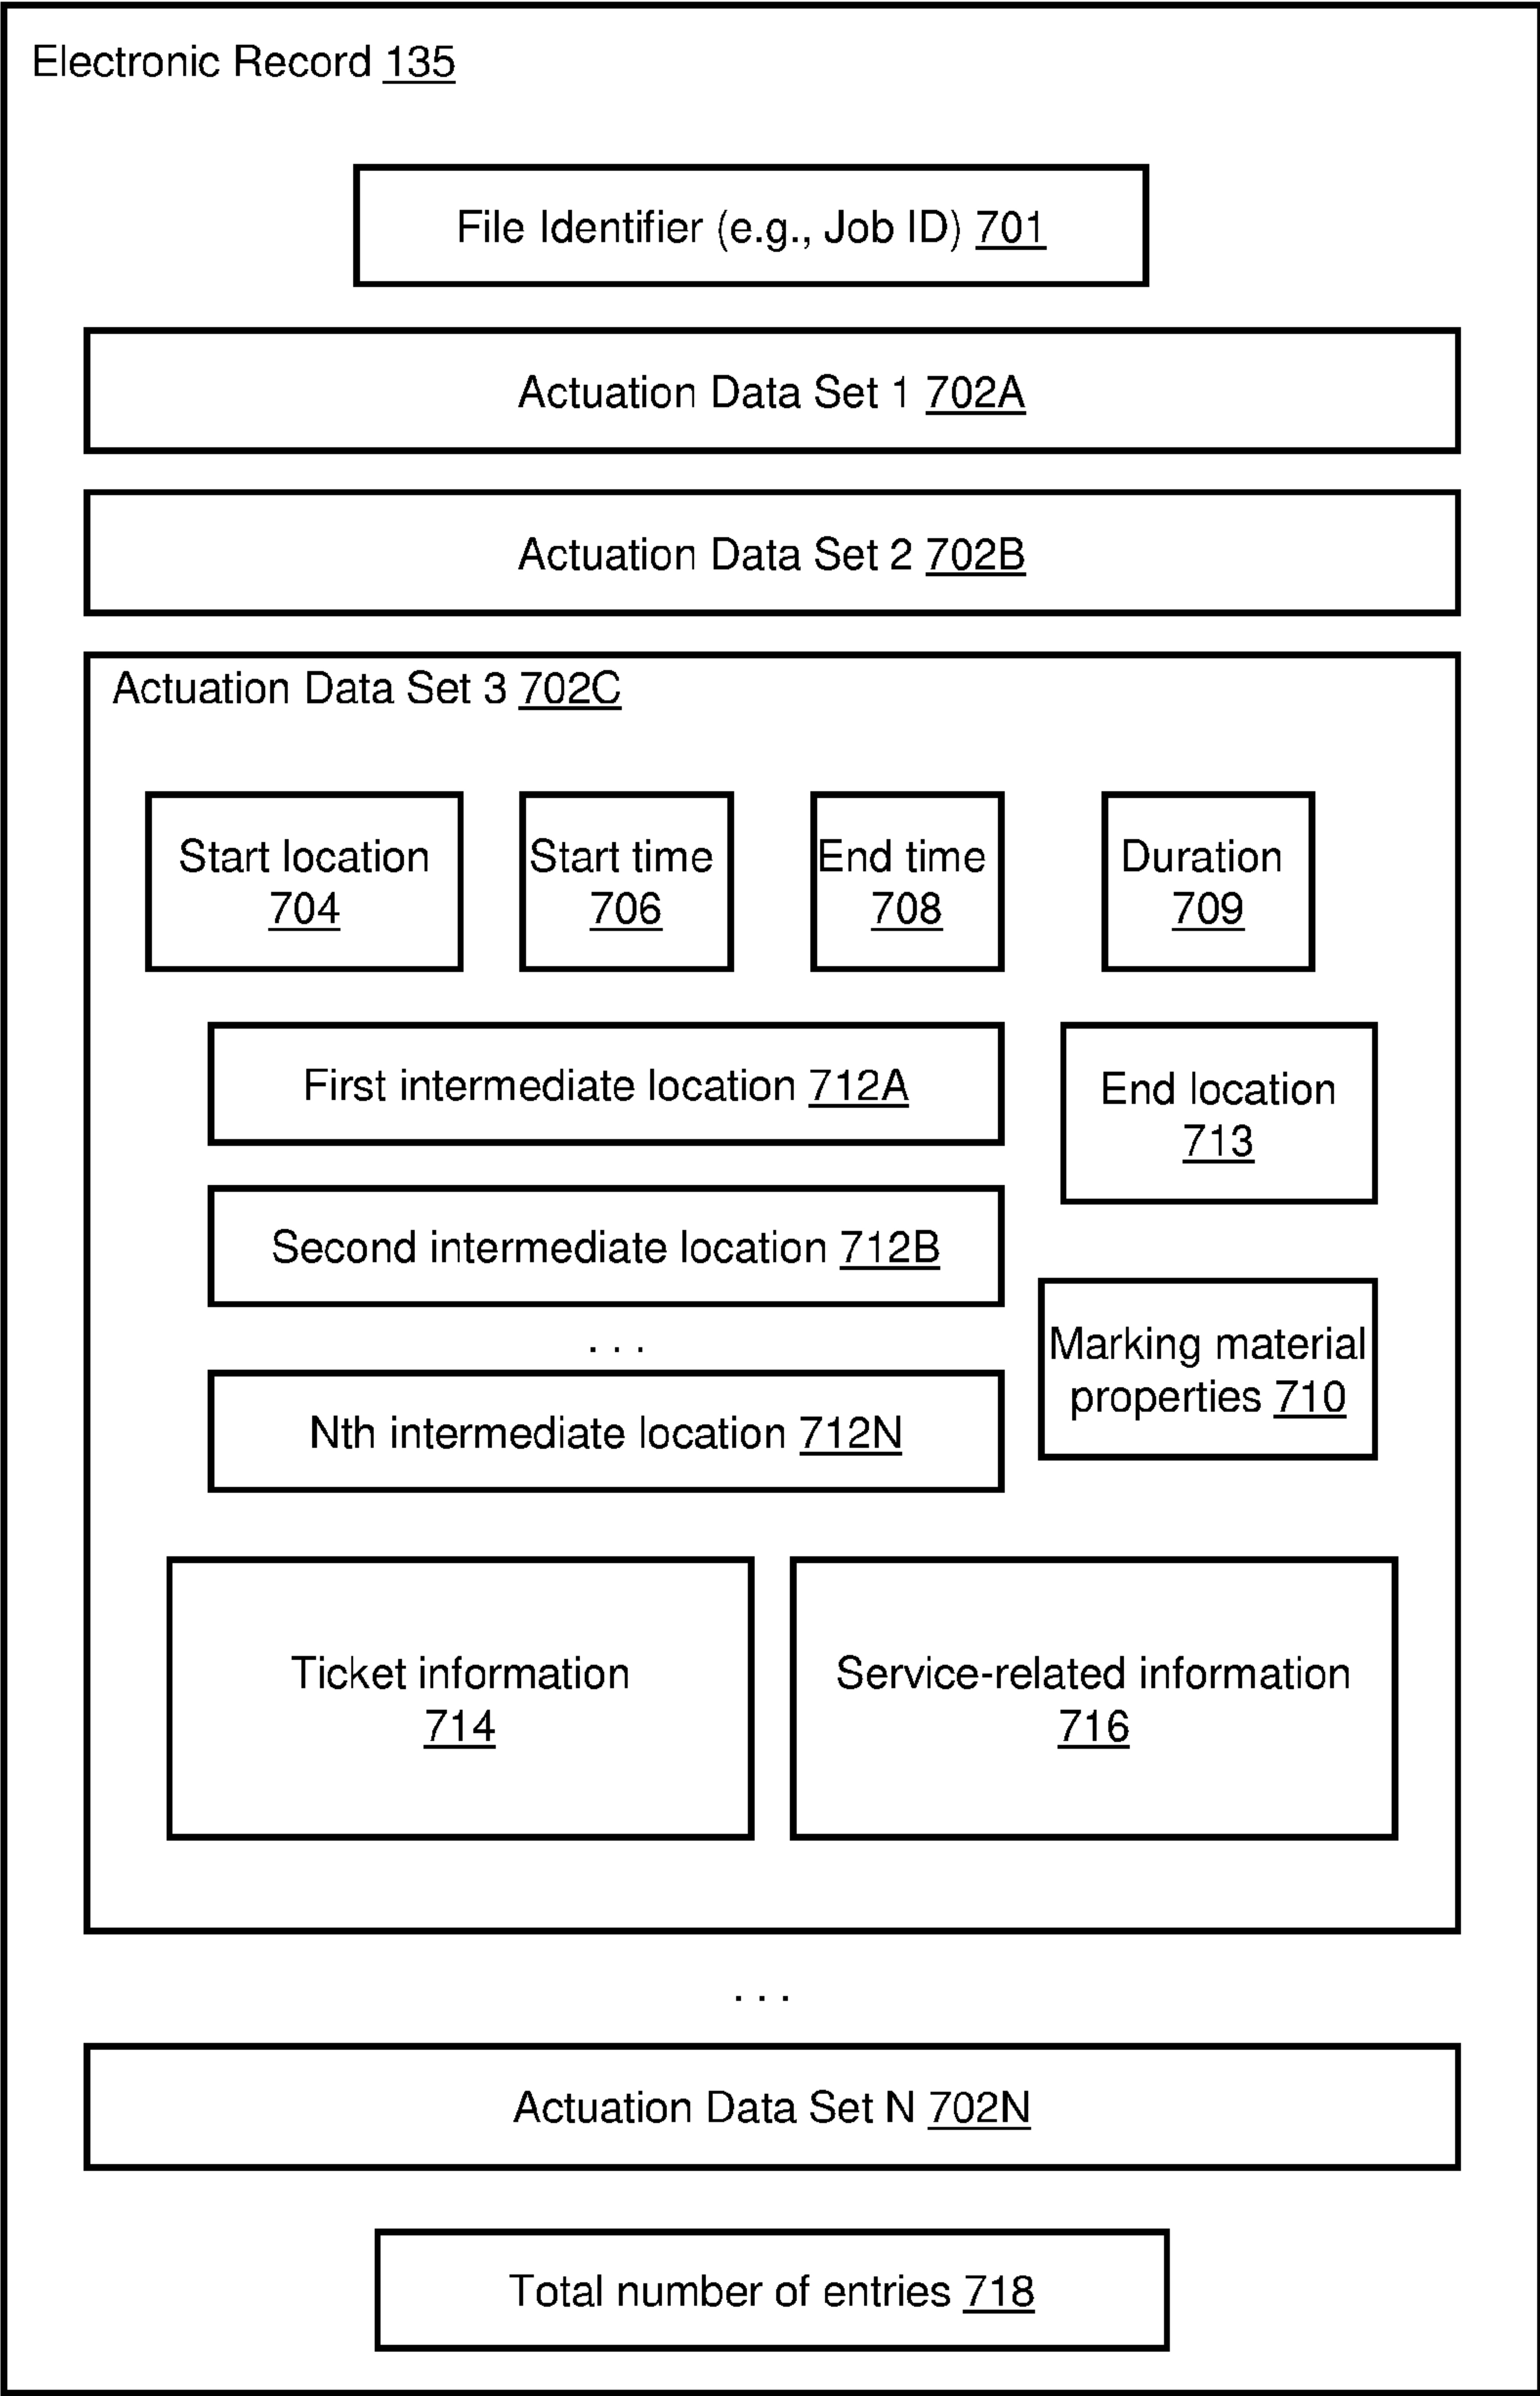 Electronic Record 135
File Identifier (e.g., Job ID) 701
Actuation Data Set 1 702A
Actuation Data Set 2 702B
Actuation Data Set 3 702C
Start location
704
Start time
706
End time
708
Duration
709
First intermediate location 712A
End location
713
Second intermediate location 712B
. . .
Marking material
properties 710
Nth intermediate location 712N
Ticket information
714
Service-related information
716
. . .
Actuation Data Set N 702N
Total number of entries 718